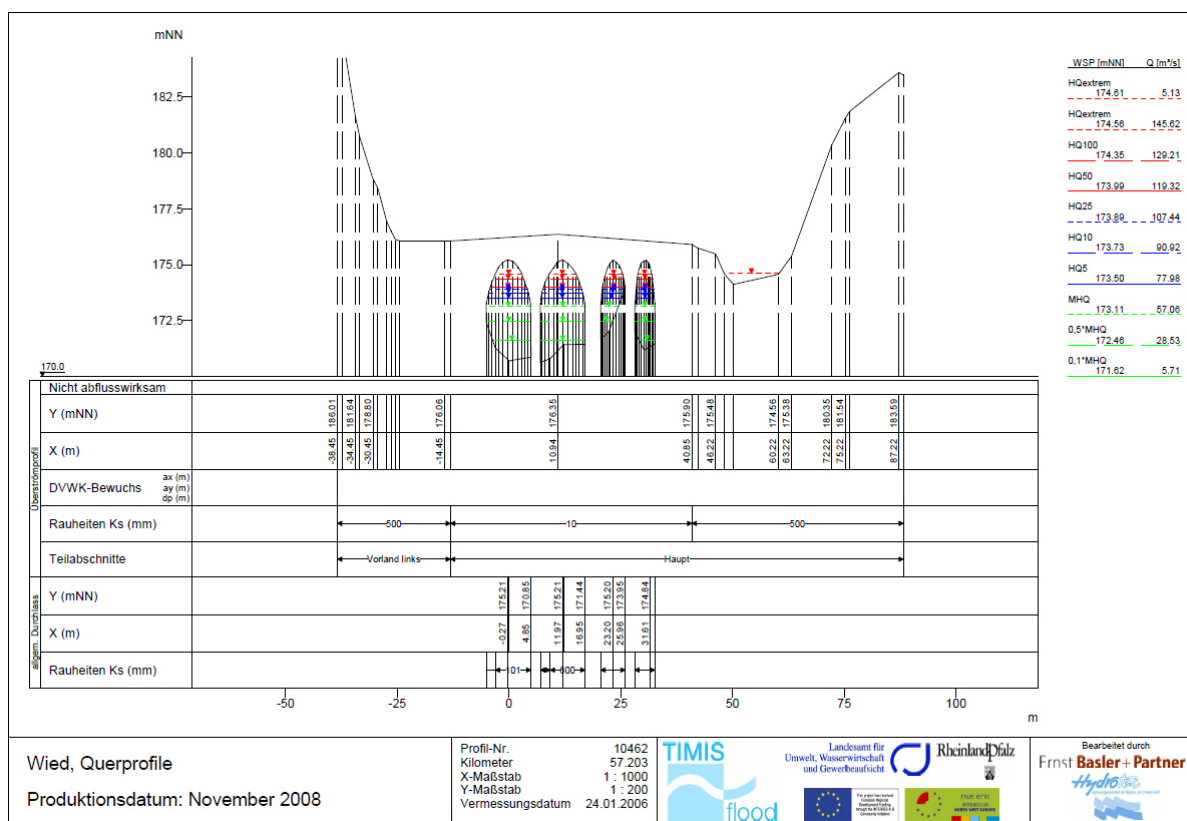 mNN
182.5
180.0
177.5
175.0
172.5
170.0
WSP [mNN] Q [m³/s]
HQextrem
174.61 5.13
HQextrem
174.56 145.62
HQ100
174.35 129.21
HQ50
173.99 119.32
HQ25
173.89 107.44
HQ10
173.73 90.92
HQ5
173.50 77.98
MHQ
173.11 57.06
0,5*MHQ
172.46 28.53
0,1*MHQ
171.62 5.71
Überströmprofil
Nicht abflusswirksam
Y (mNN) 186.01 181.64 178.80 176.06 176.35 175.90 175.48 174.56 175.38 180.35 181.54 183.59
X (m) -38.45 -34.45 -30.45 -14.45 10.94 40.85 46.22 60.22 63.22 72.22 75.22 87.22
DVWK-Bewuchs
ax (m)
ay (m)
dp (m)
Rauheiten Ks (mm) 500 10 500
Teilabschnitte Vorland links Haupt
allgem. Durchlass
Y (mNN) 175.21 170.85 175.21 171.44 175.20 173.95 174.84
X (m) -0.27 4.85 11.97 16.95 23.20 25.96 31.61
Rauheiten Ks (mm) 101 600
-50 -25 0 25 50 75 100
m
Wied, Querprofile
Produktionsdatum: November 2008
Profil-Nr. 10462
Kilometer 57.203
X-Maßstab 1 : 1000
Y-Maßstab 1 : 200
Vermessungsdatum 24.01.2006
TIMIS
flood
Landesamt für
Umwelt, Wasserwirtschaft
und Gewerbeaufsicht
RheinlandPfalz
Bearbeitet durch
Ernst Basler + Partner
Hydrotec